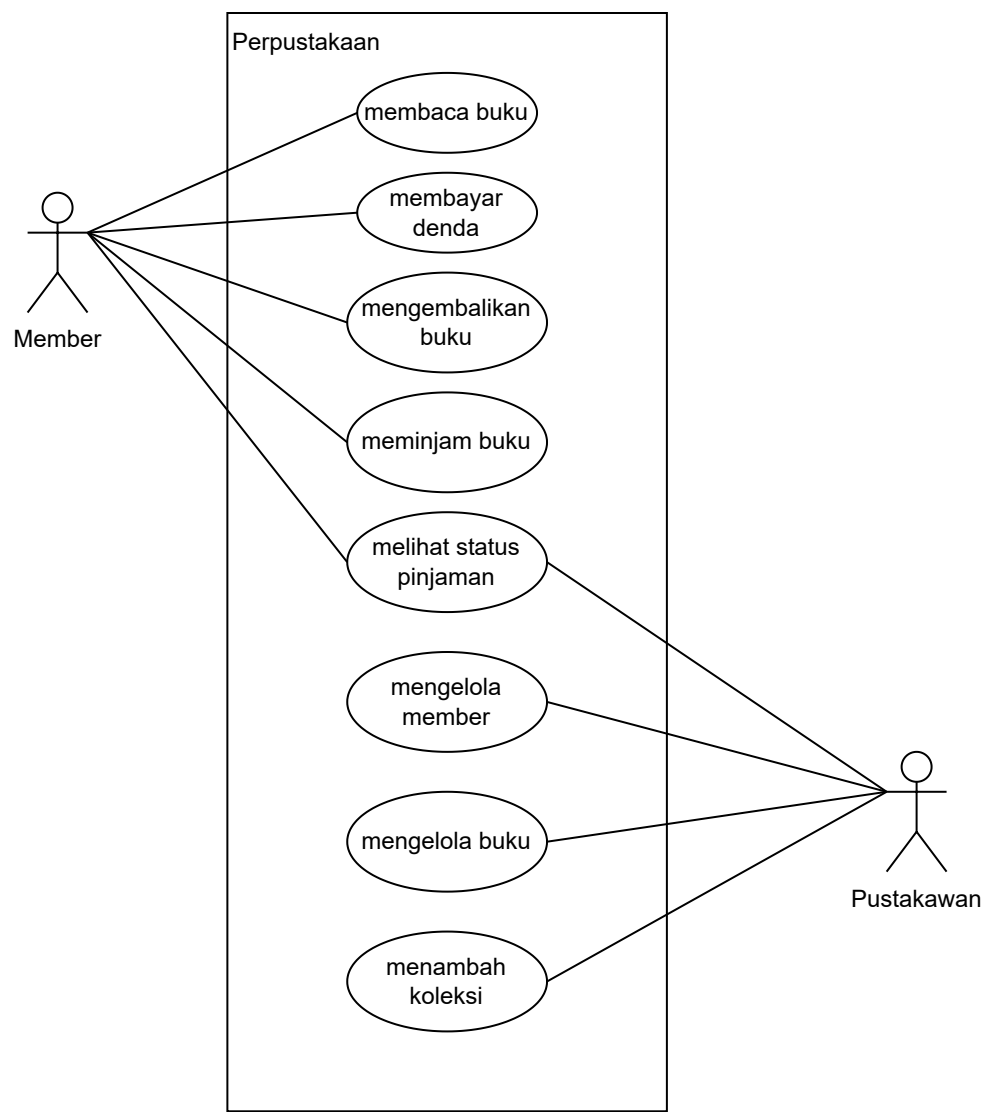 Perpustakaan
membaca buku
membayar
denda
mengembalikan
buku
Member
meminjam buku
melihat status
pinjaman
mengelola
member
mengelola buku
Pustakawan
menambah
koleksi